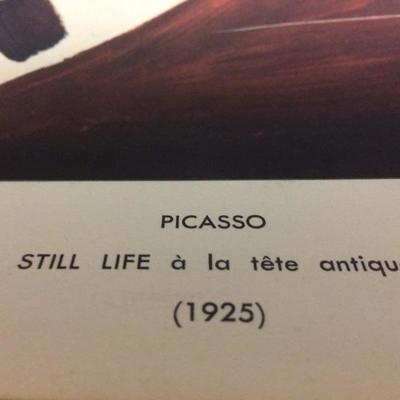 PICASSO
STILL LIFE à la tête antiqu
(1925)